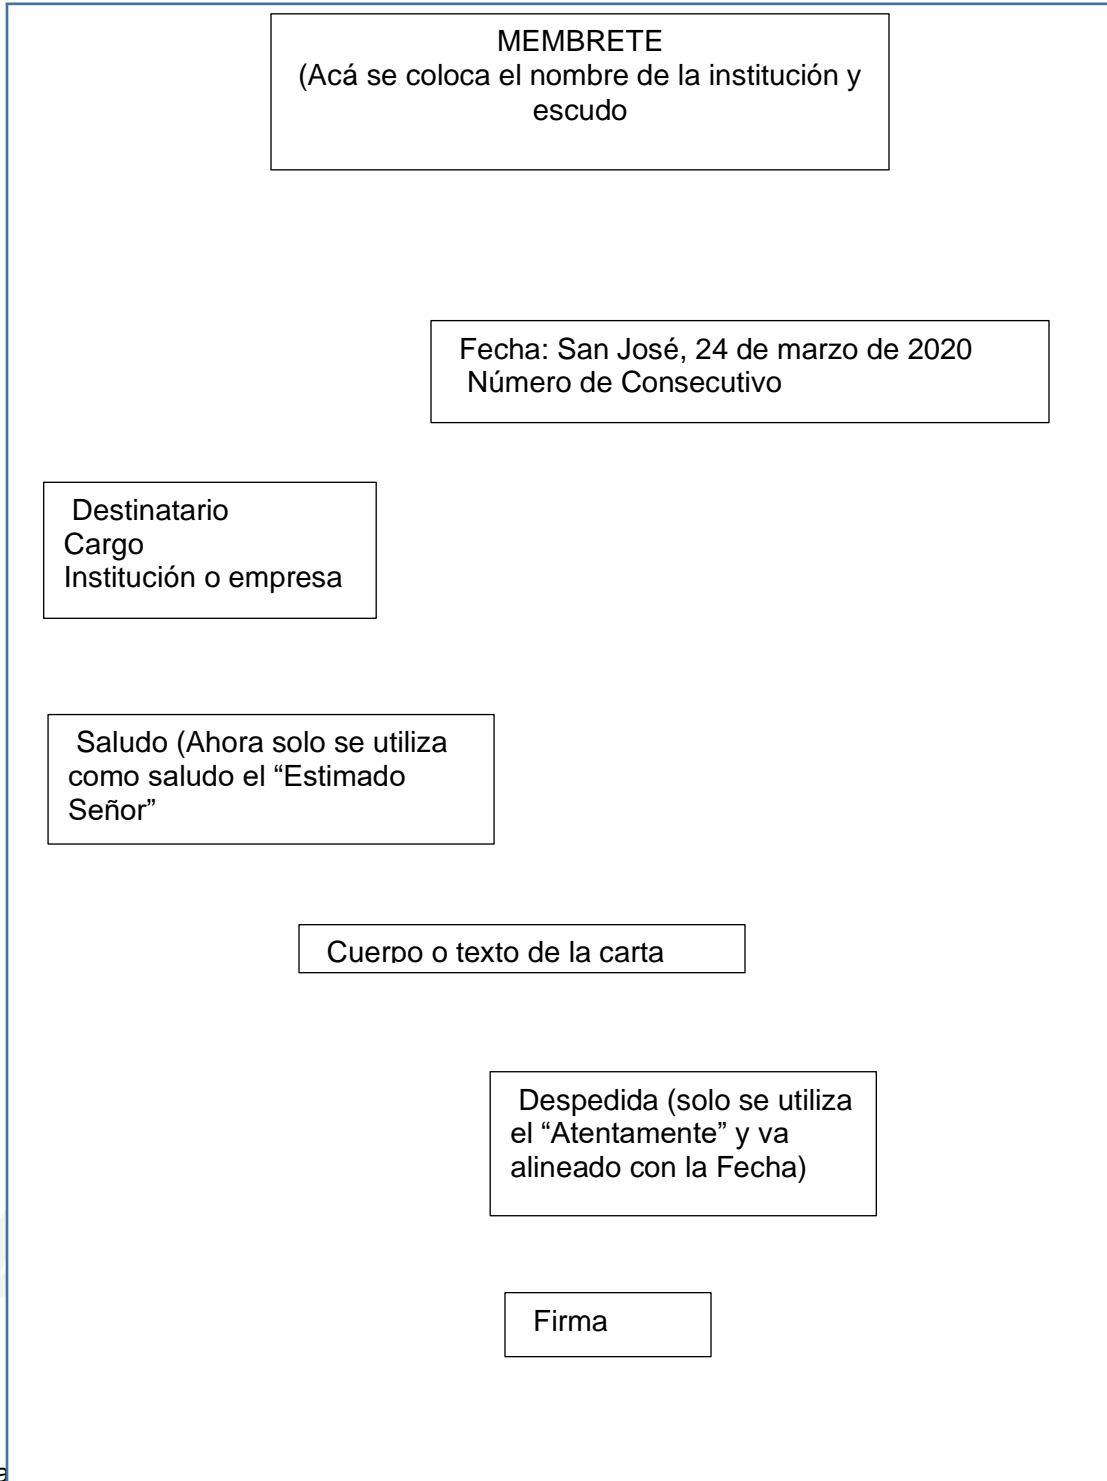 MEMBRETE
(Acá se coloca el nombre de la institución y
escudo
Fecha: San José, 24 de marzo de 2020
Número de Consecutivo
Destinatario
Cargo
Institución o empresa
Saludo (Ahora solo se utiliza
como saludo el “Estimado
Señor”
Cuerpo o texto de la carta
Despedida (solo se utiliza
el “Atentamente” y va
alineado con la Fecha)
Firma